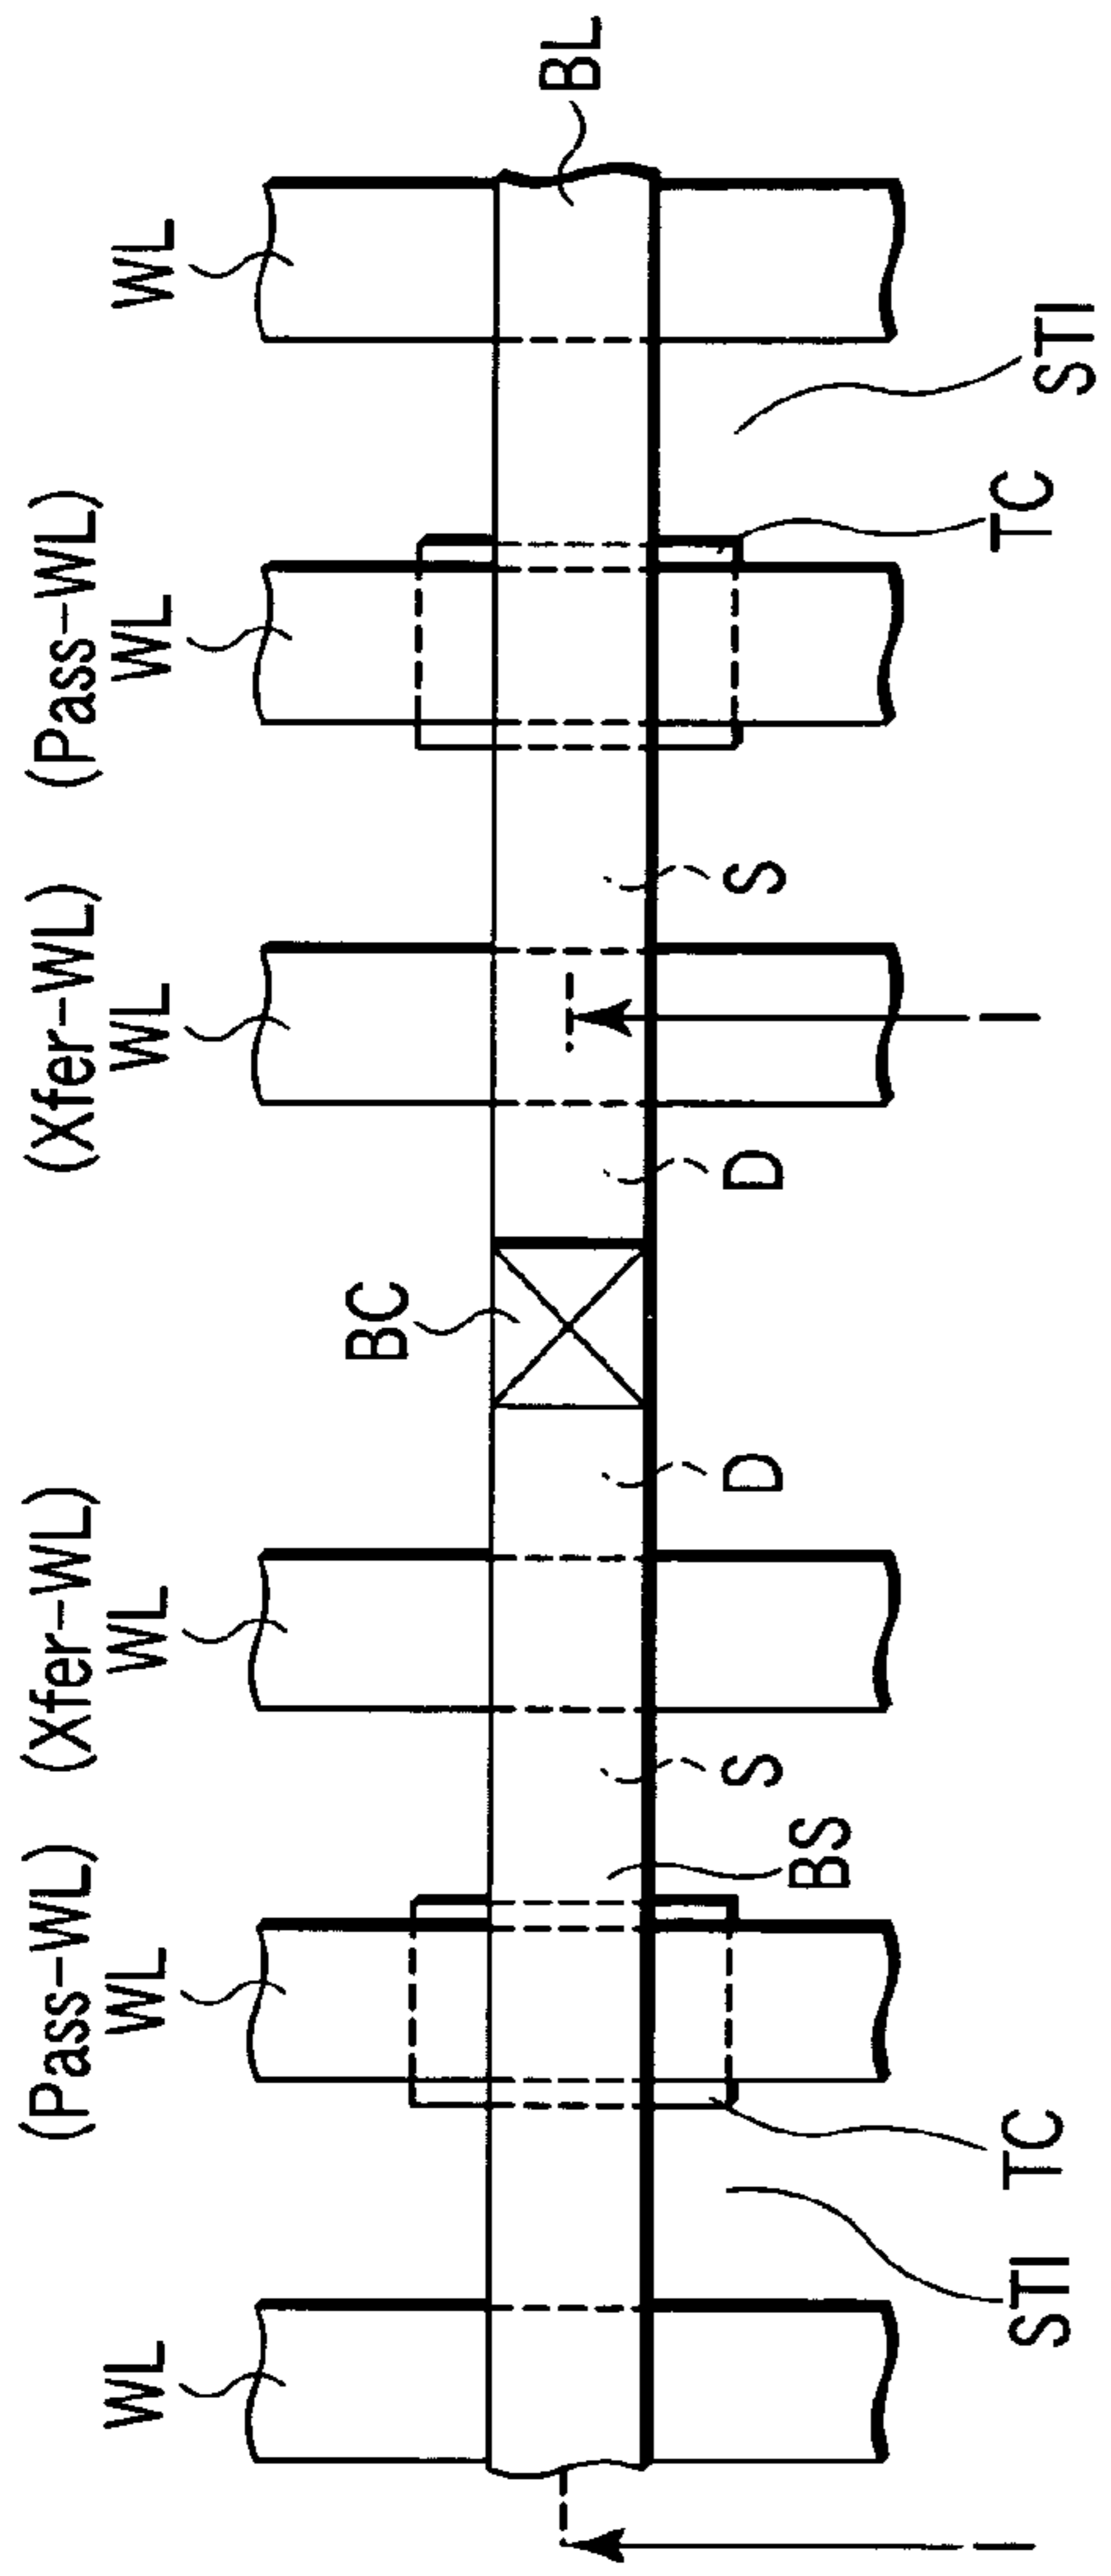 WL
(Pass-WL)
WL
(Xfer-WL)
WL
(Xfer-WL)
WL
(Pass-WL)
WL
WL
BC
BL
S
D
D
S
BS
TC
TC
STI
STI